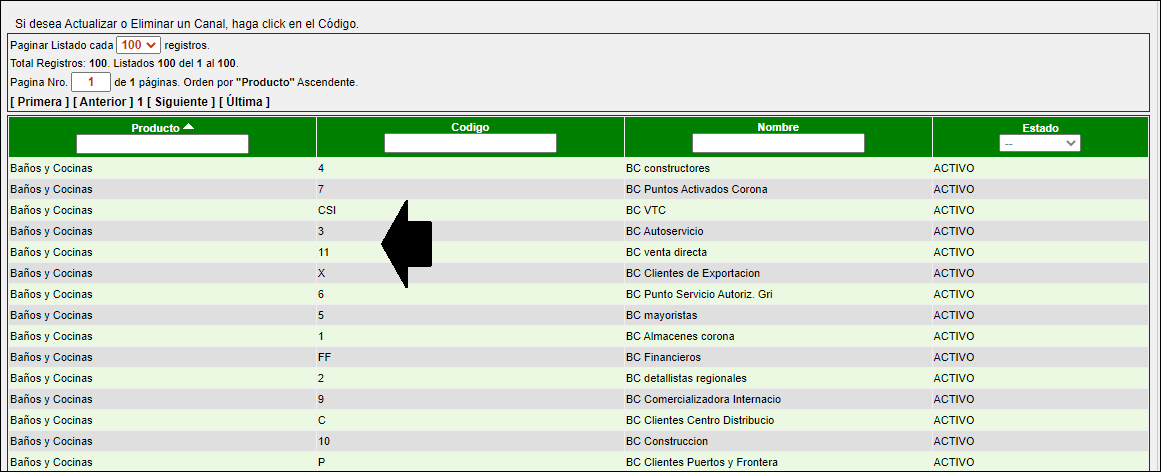 Si desea Actualizar o Eliminar un Canal, haga click en el Código.
Paginar Listado cada 100 registros.
Total Registros: 100. Listados 100 del 1 al 100.
Pagina Nro. 1 de 1 páginas. Orden por "Producto" Ascendente.
[ Primera ] [ Anterior ] 1 [ Siguiente ] [ Última ]
Producto Codigo Nombre Estado
--
Baños y Cocinas 4 BC constructores ACTIVO
Baños y Cocinas 7 BC Puntos Activados Corona ACTIVO
Baños y Cocinas CSI BC VTC ACTIVO
Baños y Cocinas 3 BC Autoservicio ACTIVO
Baños y Cocinas 11 BC venta directa ACTIVO
Baños y Cocinas X BC Clientes de Exportacion ACTIVO
Baños y Cocinas 6 BC Punto Servicio Autoriz. Gri ACTIVO
Baños y Cocinas 5 BC mayoristas ACTIVO
Baños y Cocinas 1 BC Almacenes corona ACTIVO
Baños y Cocinas FF BC Financieros ACTIVO
Baños y Cocinas 2 BC detallistas regionales ACTIVO
Baños y Cocinas 9 BC Comercializadora Internacio ACTIVO
Baños y Cocinas C BC Clientes Centro Distribucio ACTIVO
Baños y Cocinas 10 BC Construccion ACTIVO
Baños y Cocinas P BC Clientes Puertos y Frontera ACTIVO